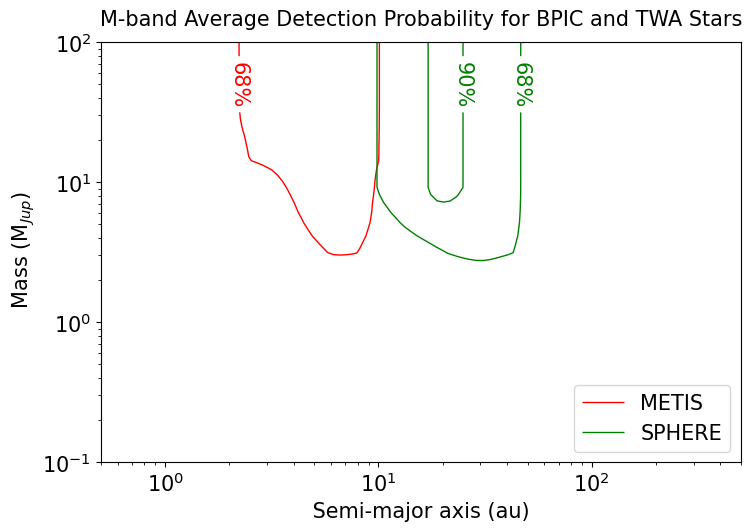 M-band Average Detection Probability for BPIC and TWA Stars
10²
10¹
10⁰
10⁻¹
Mass (M_Jup)
68%
90%
68%
METIS
SPHERE
10⁰
10¹
10²
Semi-major axis (au)